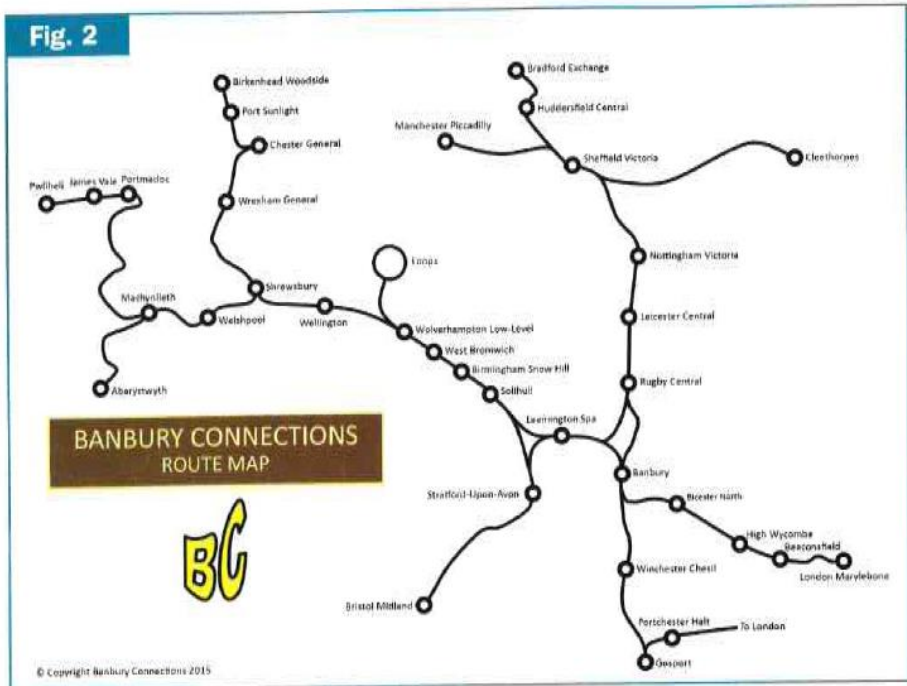 Fig. 2
Birkenhead Woodside
Port Sunlight
Chester General
Wrexham General
Bradford Exchange
Huddersfield Central
Manchester Piccadilly
Sheffield Victoria
Cleethorpes
Pwllheli
Vale
Portmadoc
Nottingham Victoria
Loops
Shrewsbury
Machynlleth
Welshpool
Wellington
Wolverhampton Low-Level
Leicester Central
West Bromwich
Birmingham Snow Hill
Solihull
Rugby Central
Aberystwyth
Leamington Spa
BANBURY CONNECTIONS
ROUTE MAP
Banbury
Stratford-Upon-Avon
Bicester North
BC
High Wycombe
Beaconsfield
London Marylebone
Winchester Chesil
Bristol Midland
Portchester Halt
To London
Gosport
© Copyright Banbury Connections 2015